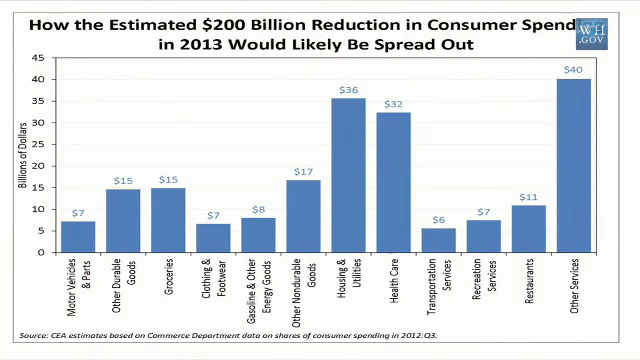 How the Estimated $200 Billion Reduction in Consumer Spend
in 2013 Would Likely Be Spread Out
WH
.GOV
Billions of Dollars
45
40
35
30
25
20
15
10
5
0
$7
$15
$15
$7
$8
$17
$36
$32
$6
$7
$11
$40
Motor Vehicles
& Parts
Other Durable
Goods
Groceries
Clothing &
Footwear
Gasoline & Other
Energy Goods
Other Nondurable
Goods
Housing &
Utilities
Health Care
Transportation
Services
Recreation
Services
Restaurants
Other Services
Source: CEA estimates based on Commerce Department data on shares of consumer spending in 2012:Q3.